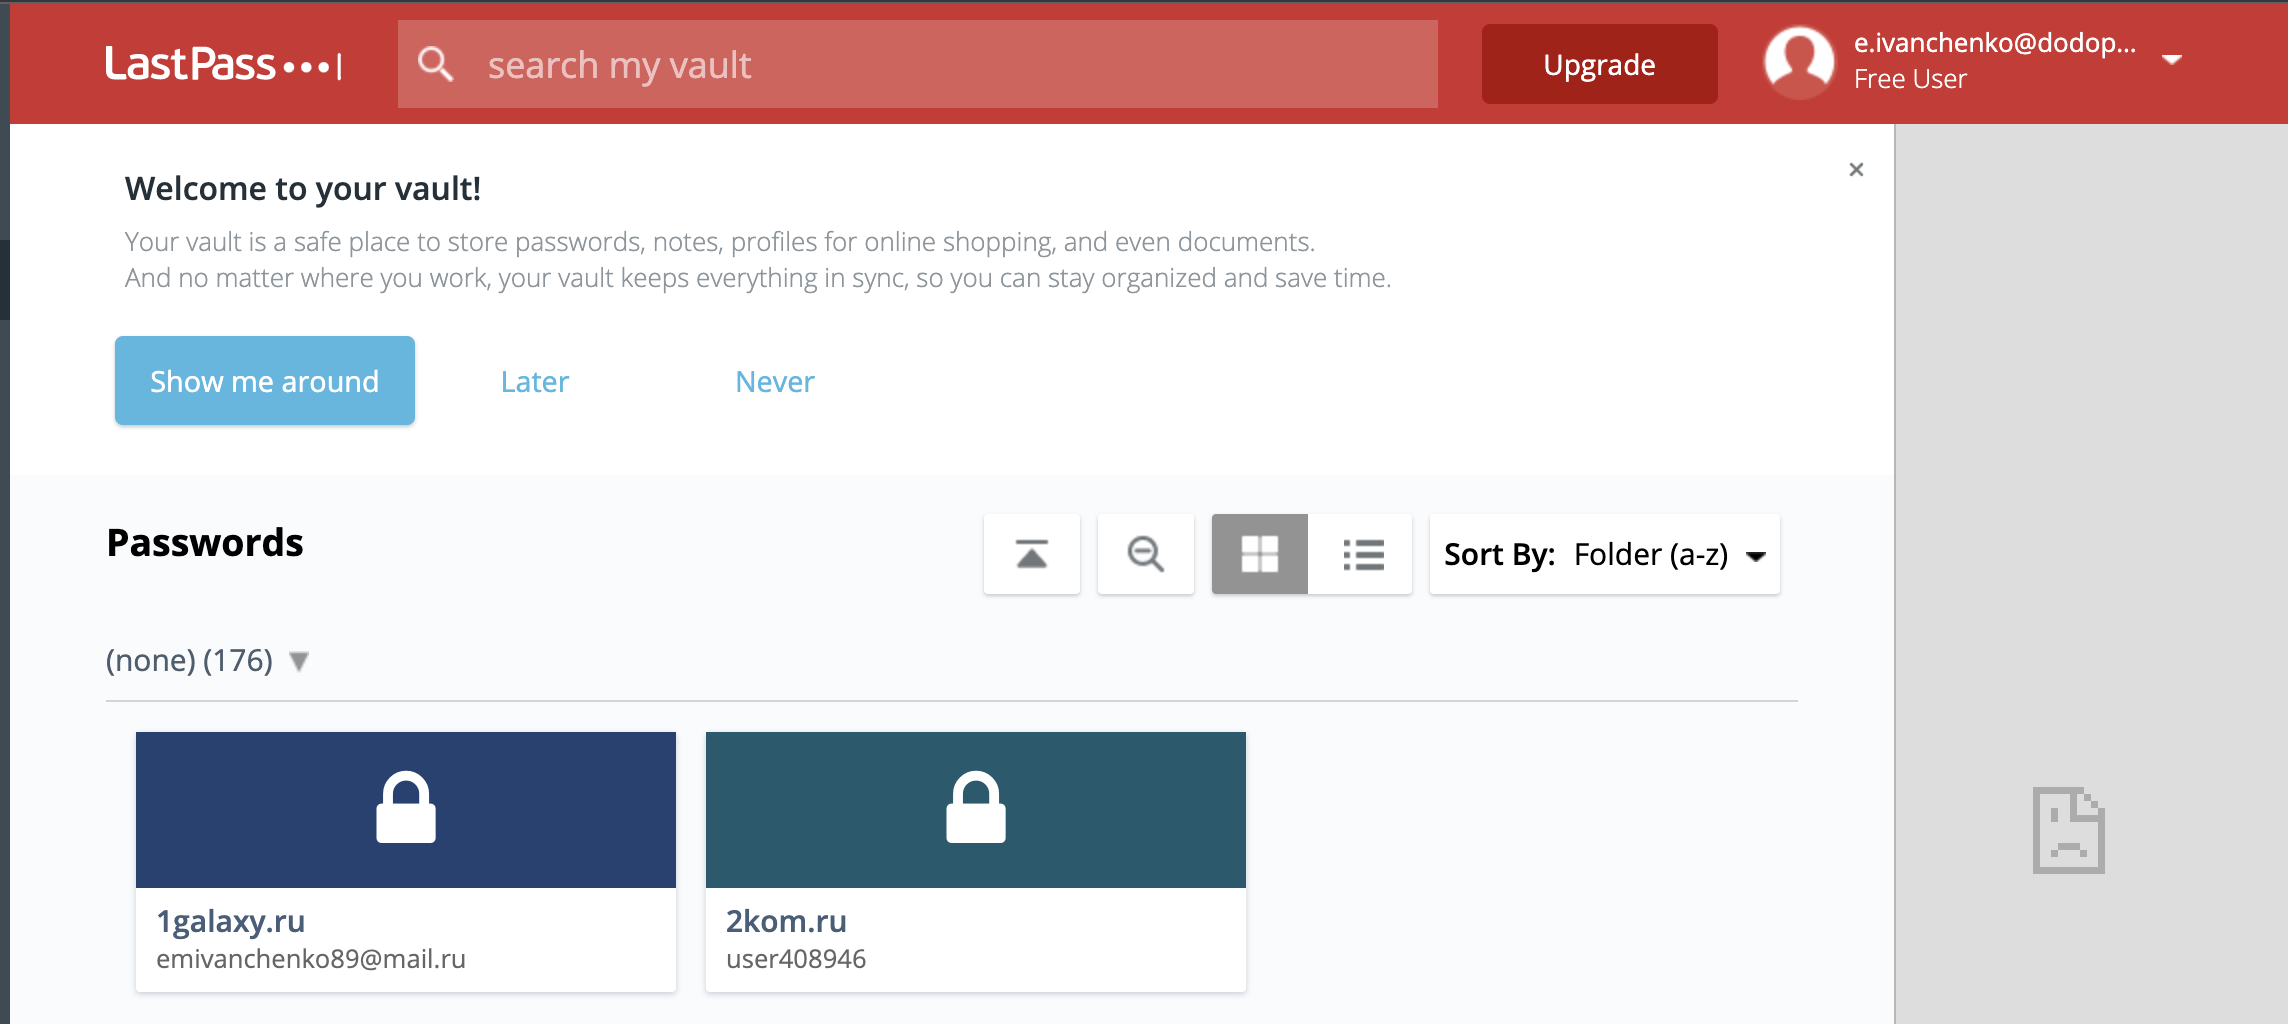 LastPass
search my vault
Upgrade
e.ivanchenko@dodop...
Free User
Welcome to your vault!
Your vault is a safe place to store passwords, notes, profiles for online shopping, and even documents.
And no matter where you work, your vault keeps everything in sync, so you can stay organized and save time.
Show me around
Later
Never
Passwords
Sort By: Folder (a-z)
(none) (176)
1galaxy.ru
emivanchenko89@mail.ru
2kom.ru
user408946